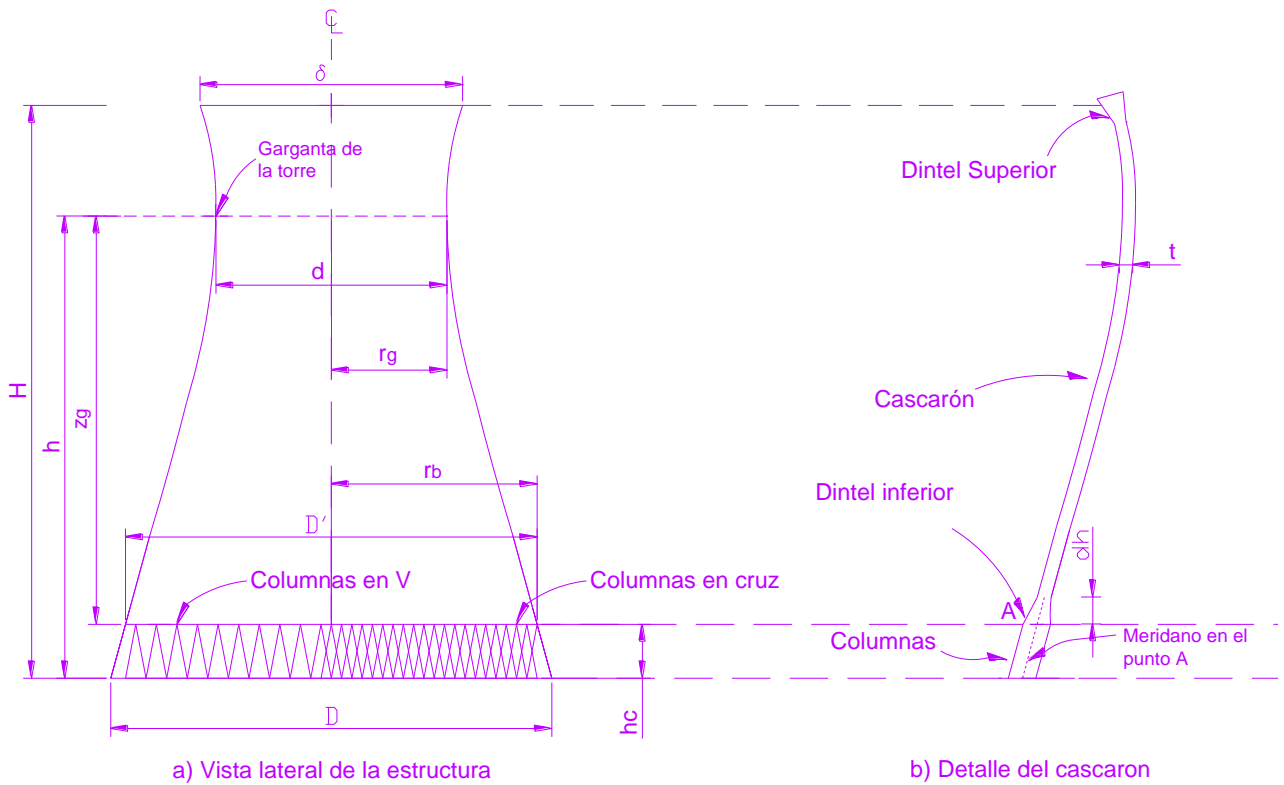 ℄
δ
Garganta de
la torre
Dintel Superior
d
t
rg
H
h
zg
Cascarón
rb
Dintel inferior
D'
dh
Columnas en V
Columnas en cruz
A
Columnas
Meridano en el
punto A
D
hc
a) Vista lateral de la estructura
b) Detalle del cascaron